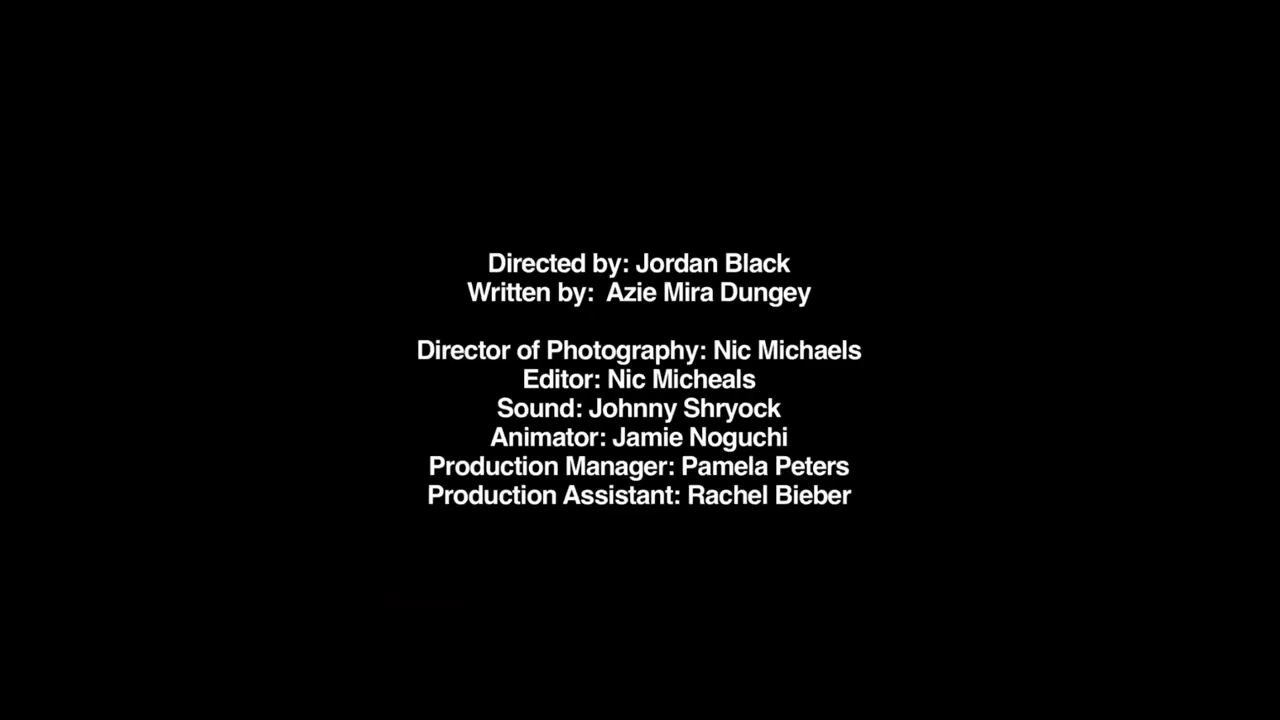 Directed by: Jordan Black
Written by:  Azie Mira Dungey
Director of Photography: Nic Michaels
Editor: Nic Micheals
Sound: Johnny Shryock
Animator: Jamie Noguchi
Production Manager: Pamela Peters
Production Assistant: Rachel Bieber